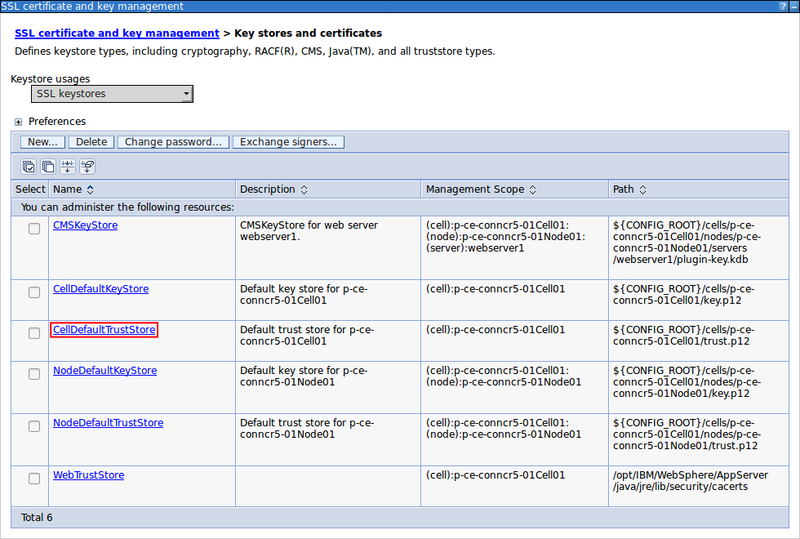 SSL certificate and key management
SSL certificate and key management > Key stores and certificates
Defines keystore types, including cryptography, RACF(R), CMS, Java(TM), and all truststore types.
Keystore usages
SSL keystores
Preferences
New... Delete Change password... Exchange signers...
Select Name Description Management Scope Path
You can administer the following resources:
CMSKeyStore CMSKeyStore for web server (cell):p-ce-conncr5-01Cell01: ${CONFIG_ROOT}/cells/p-ce-
webserver1. (node):p-ce-conncr5-01Node01: conncr5-01Cell01/nodes/p-ce-
(server):webserver1 conncr5-01Node01/servers
/webserver1/plugin-key.kdb
CellDefaultKeyStore Default key store for p-ce- (cell):p-ce-conncr5-01Cell01 ${CONFIG_ROOT}/cells/p-ce-
conncr5-01Cell01 conncr5-01Cell01/key.p12
CellDefaultTrustStore Default trust store for p-ce- (cell):p-ce-conncr5-01Cell01 ${CONFIG_ROOT}/cells/p-ce-
conncr5-01Cell01 conncr5-01Cell01/trust.p12
NodeDefaultKeyStore Default key store for p-ce- (cell):p-ce-conncr5-01Cell01: ${CONFIG_ROOT}/cells/p-ce-
conncr5-01Node01 (node):p-ce-conncr5-01Node01 conncr5-01Cell01/nodes/p-ce-
conncr5-01Node01/key.p12
NodeDefaultTrustStore Default trust store for p-ce- (cell):p-ce-conncr5-01Cell01: ${CONFIG_ROOT}/cells/p-ce-
conncr5-01Node01 (node):p-ce-conncr5-01Node01 conncr5-01Cell01/nodes/p-ce-
conncr5-01Node01/trust.p12
WebTrustStore (cell):p-ce-conncr5-01Cell01 /opt/IBM/WebSphere/AppServer
/java/jre/lib/security/cacerts
Total 6